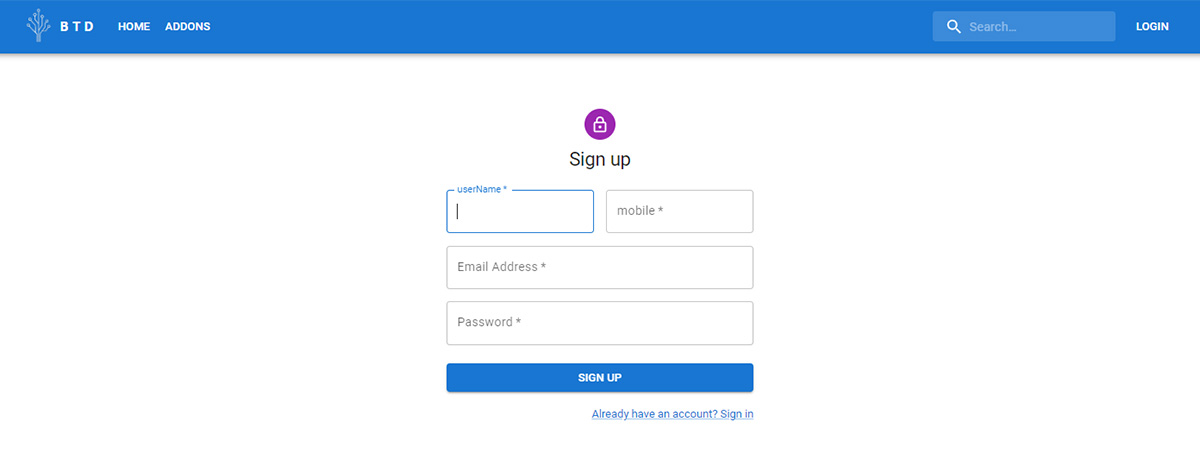 B T D HOME ADDONS Search... LOGIN
Sign up
userName *
mobile *
Email Address *
Password *
SIGN UP
Already have an account? Sign in